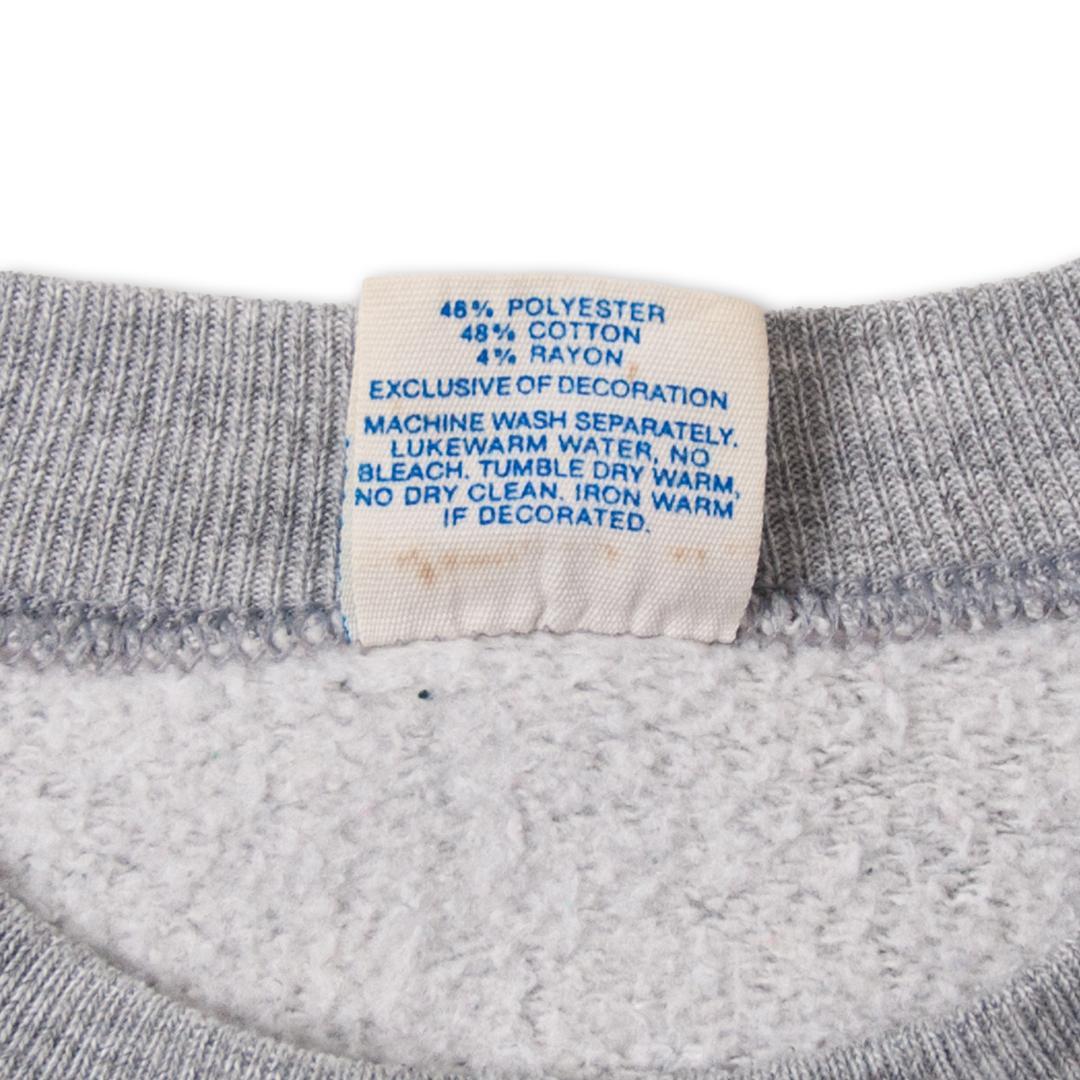 48% POLYESTER
48% COTTON
4% RAYON
EXCLUSIVE OF DECORATION
MACHINE WASH SEPARATELY.
LUKEWARM WATER, NO
BLEACH. TUMBLE DRY WARM,
NO DRY CLEAN. IRON WARM
IF DECORATED.